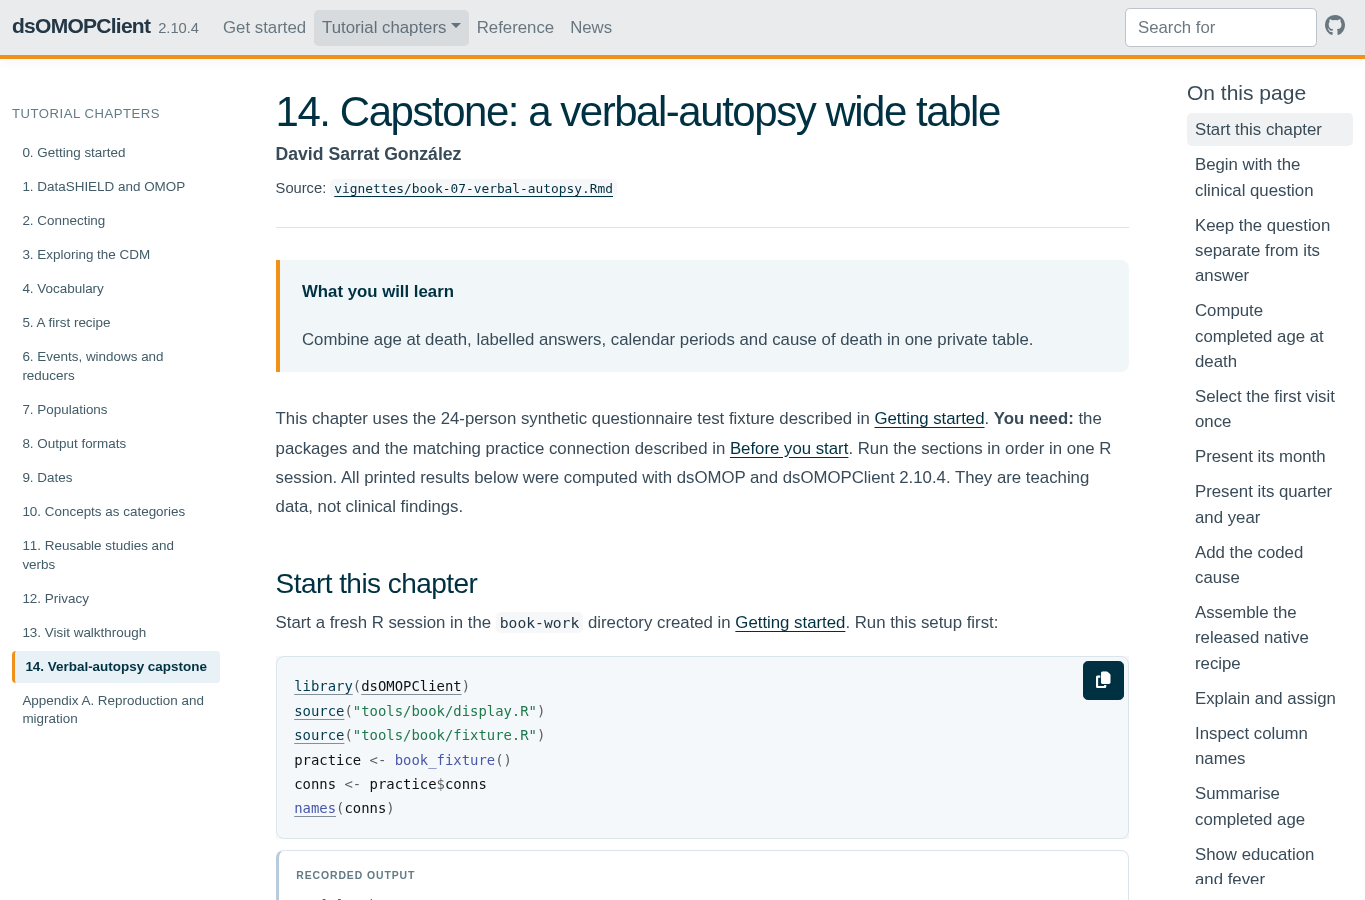 dsOMOPClient 2.10.4 Get started Tutorial chapters Reference News Search for
TUTORIAL CHAPTERS
0. Getting started
1. DataSHIELD and OMOP
2. Connecting
3. Exploring the CDM
4. Vocabulary
5. A first recipe
6. Events, windows and
reducers
7. Populations
8. Output formats
9. Dates
10. Concepts as categories
11. Reusable studies and
verbs
12. Privacy
13. Visit walkthrough
14. Verbal-autopsy capstone
Appendix A. Reproduction and
migration
14. Capstone: a verbal-autopsy wide table
David Sarrat González
Source: vignettes/book-07-verbal-autopsy.Rmd
What you will learn
Combine age at death, labelled answers, calendar periods and cause of death in one private table.
This chapter uses the 24-person synthetic questionnaire test fixture described in Getting started. You need: the
packages and the matching practice connection described in Before you start. Run the sections in order in one R
session. All printed results below were computed with dsOMOP and dsOMOPClient 2.10.4. They are teaching
data, not clinical findings.
Start this chapter
Start a fresh R session in the book-work directory created in Getting started. Run this setup first:
library(dsOMOPClient)
source("tools/book/display.R")
source("tools/book/fixture.R")
practice <- book_fixture()
conns <- practice$conns
names(conns)
RECORDED OUTPUT
On this page
Start this chapter
Begin with the
clinical question
Keep the question
separate from its
answer
Compute
completed age at
death
Select the first visit
once
Present its month
Present its quarter
and year
Add the coded
cause
Assemble the
released native
recipe
Explain and assign
Inspect column
names
Summarise
completed age
Show education
and fever